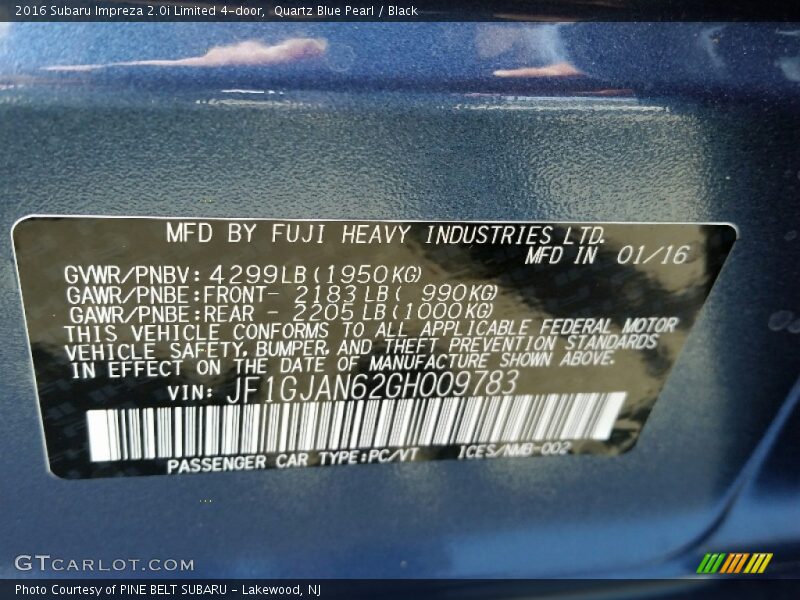 2016 Subaru Impreza 2.0i Limited 4-door, Quartz Blue Pearl / Black
MFD BY FUJI HEAVY INDUSTRIES LTD.
MFD IN 01/16
GVWR/PNBV: 4299LB(1950KG)
GAWR/PNBE:FRONT- 2183LB( 990KG)
GAWR/PNBE:REAR - 2205LB(1000KG)
THIS VEHICLE CONFORMS TO ALL APPLICABLE FEDERAL MOTOR
VEHICLE SAFETY, BUMPER, AND THEFT PREVENTION STANDARDS
IN EFFECT ON THE DATE OF MANUFACTURE SHOWN ABOVE.
VIN: JF1GJAN62GH009783
PASSENGER CAR TYPE:PC/VT ICES/NMB-002
GTCARLOT.COM
Photo Courtesy of PINE BELT SUBARU - Lakewood, NJ